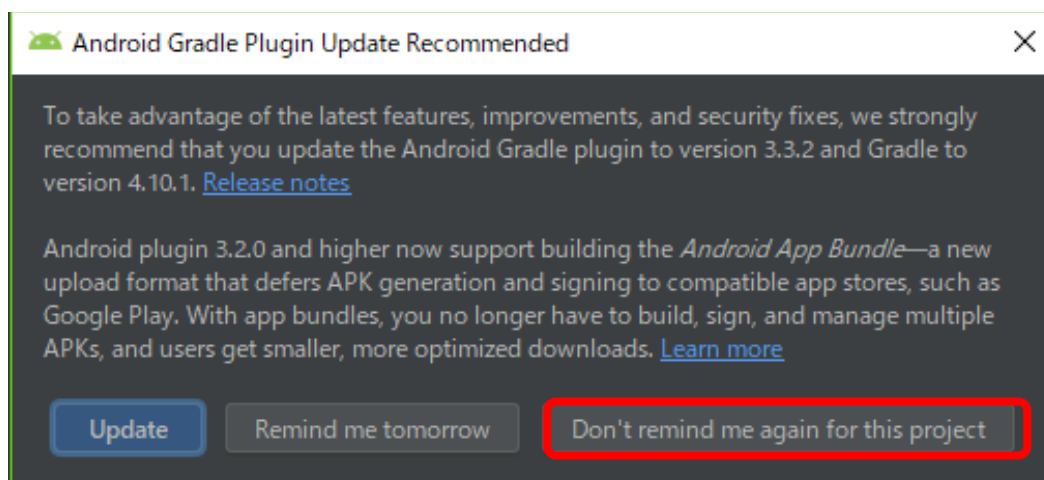 Android Gradle Plugin Update Recommended
To take advantage of the latest features, improvements, and security fixes, we strongly
recommend that you update the Android Gradle plugin to version 3.3.2 and Gradle to
version 4.10.1. Release notes
Android plugin 3.2.0 and higher now support building the Android App Bundle—a new
upload format that defers APK generation and signing to compatible app stores, such as
Google Play. With app bundles, you no longer have to build, sign, and manage multiple
APKs, and users get smaller, more optimized downloads. Learn more
Update Remind me tomorrow Don't remind me again for this project